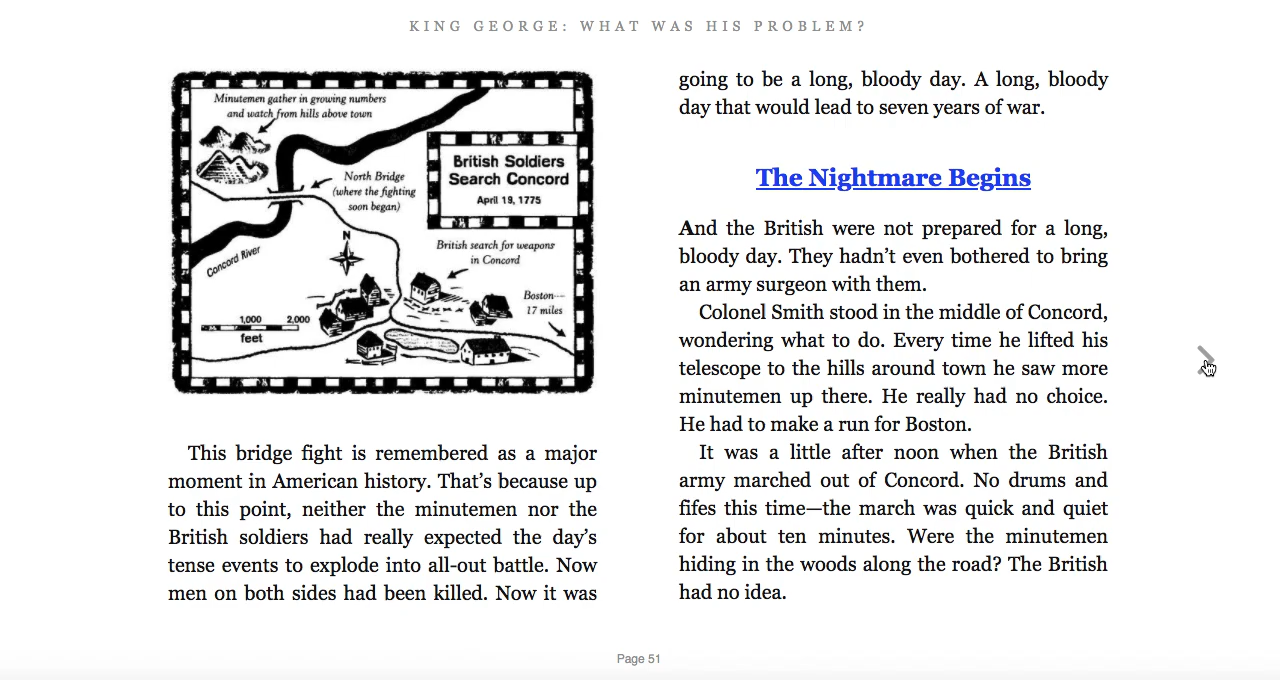 KING GEORGE: WHAT WAS HIS PROBLEM?
Minutemen gather in growing numbers
and watch from hills above town
British Soldiers
Search Concord
April 19, 1775
North Bridge
(where the fighting
soon began)
N
Concord River
British search for weapons
in Concord
Boston—
17 miles
1,000 2,000
feet
This bridge fight is remembered as a major
moment in American history. That’s because up
to this point, neither the minutemen nor the
British soldiers had really expected the day’s
tense events to explode into all-out battle. Now
men on both sides had been killed. Now it was
going to be a long, bloody day. A long, bloody
day that would lead to seven years of war.
The Nightmare Begins
And the British were not prepared for a long,
bloody day. They hadn’t even bothered to bring
an army surgeon with them.
Colonel Smith stood in the middle of Concord,
wondering what to do. Every time he lifted his
telescope to the hills around town he saw more
minutemen up there. He really had no choice.
He had to make a run for Boston.
It was a little after noon when the British
army marched out of Concord. No drums and
fifes this time—the march was quick and quiet
for about ten minutes. Were the minutemen
hiding in the woods along the road? The British
had no idea.
Page 51